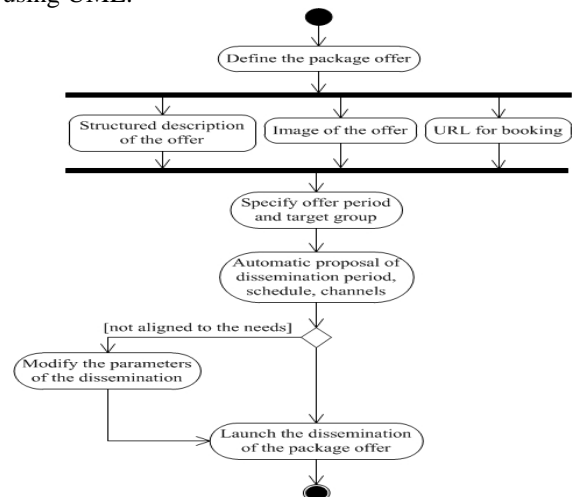 using UML.
Define the package offer
Structured description
of the offer
Image of the offer
URL for booking
Specify offer period
and target group
Automatic proposal of
dissemination period,
schedule, channels
[not aligned to the needs]
Modify the parameters
of the dissemination
Launch the dissemination
of the package offer